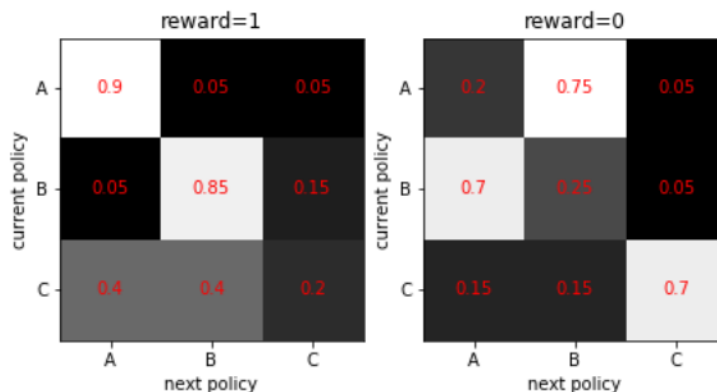 reward=1
current policy
A
0.9 0.05 0.05
B
0.05 0.85 0.15
C
0.4 0.4 0.2
A B C
next policy
reward=0
current policy
A
0.2 0.75 0.05
B
0.7 0.25 0.05
C
0.15 0.15 0.7
A B C
next policy